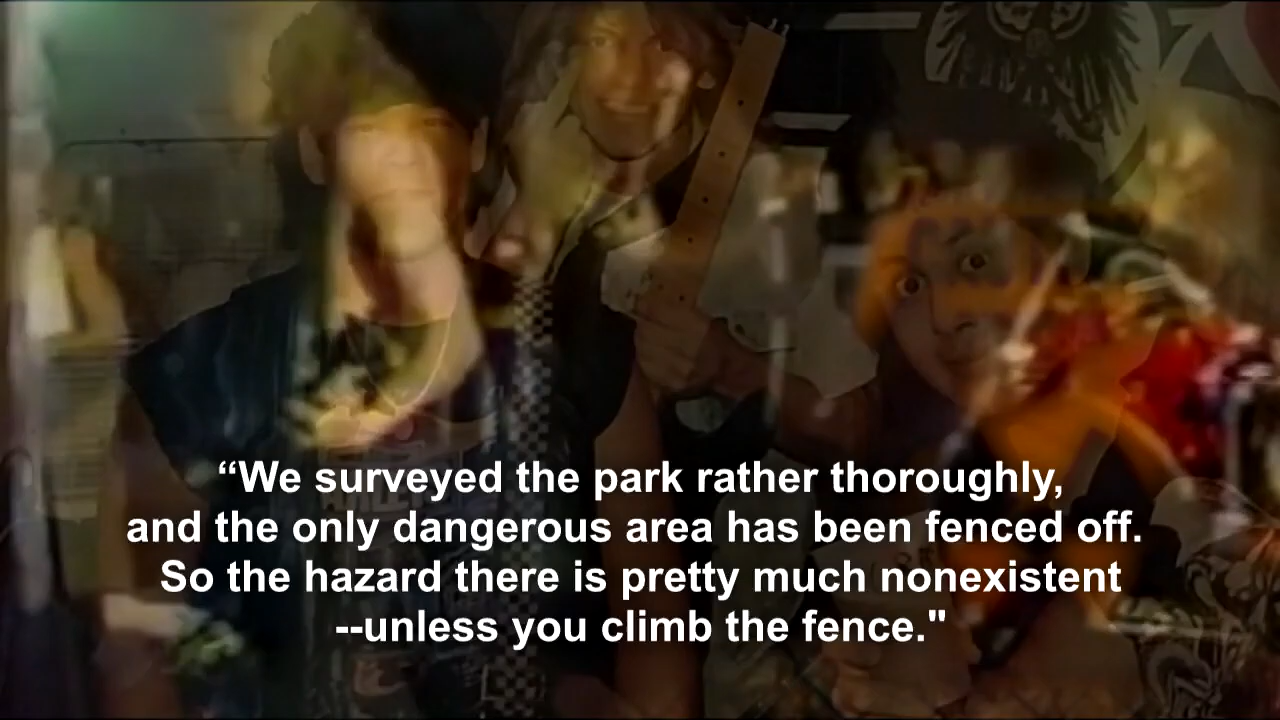 “We surveyed the park rather thoroughly,
and the only dangerous area has been fenced off.
So the hazard there is pretty much nonexistent
--unless you climb the fence."